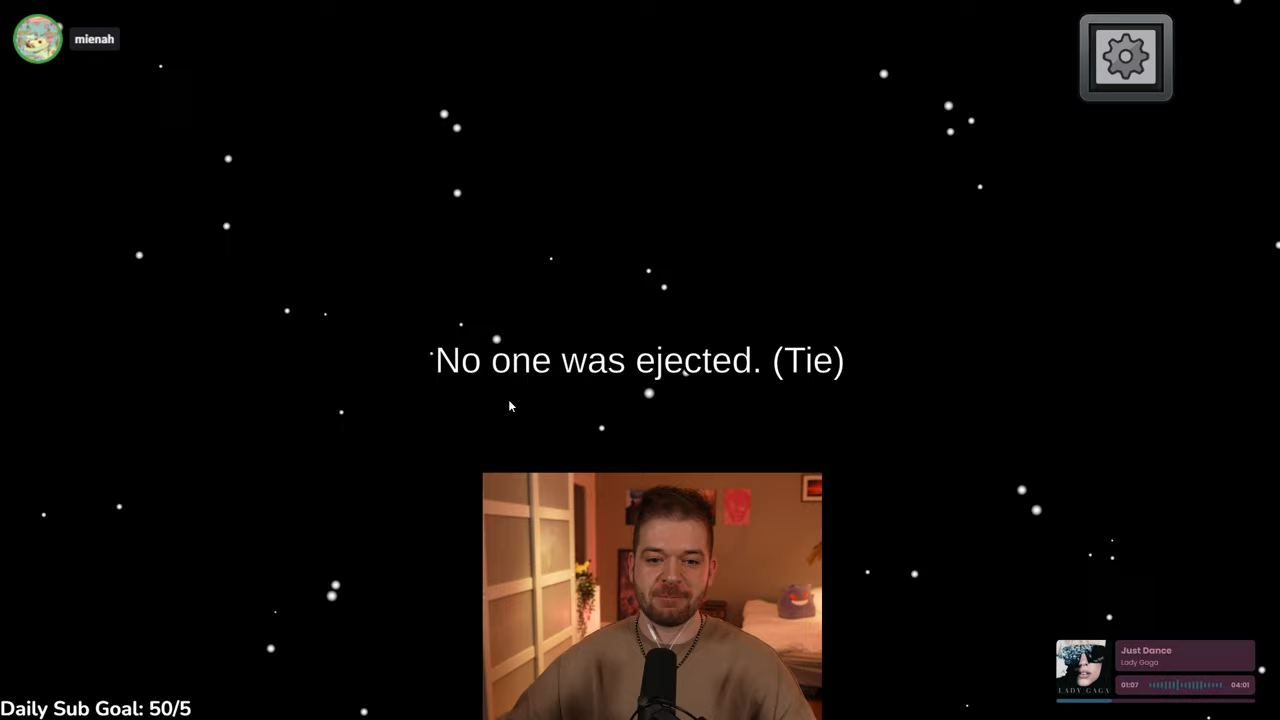 mienah
No one was ejected. (Tie)
Just Dance
Lady Gaga
LADY GAGA
01:07
04:01
Daily Sub Goal: 50/5